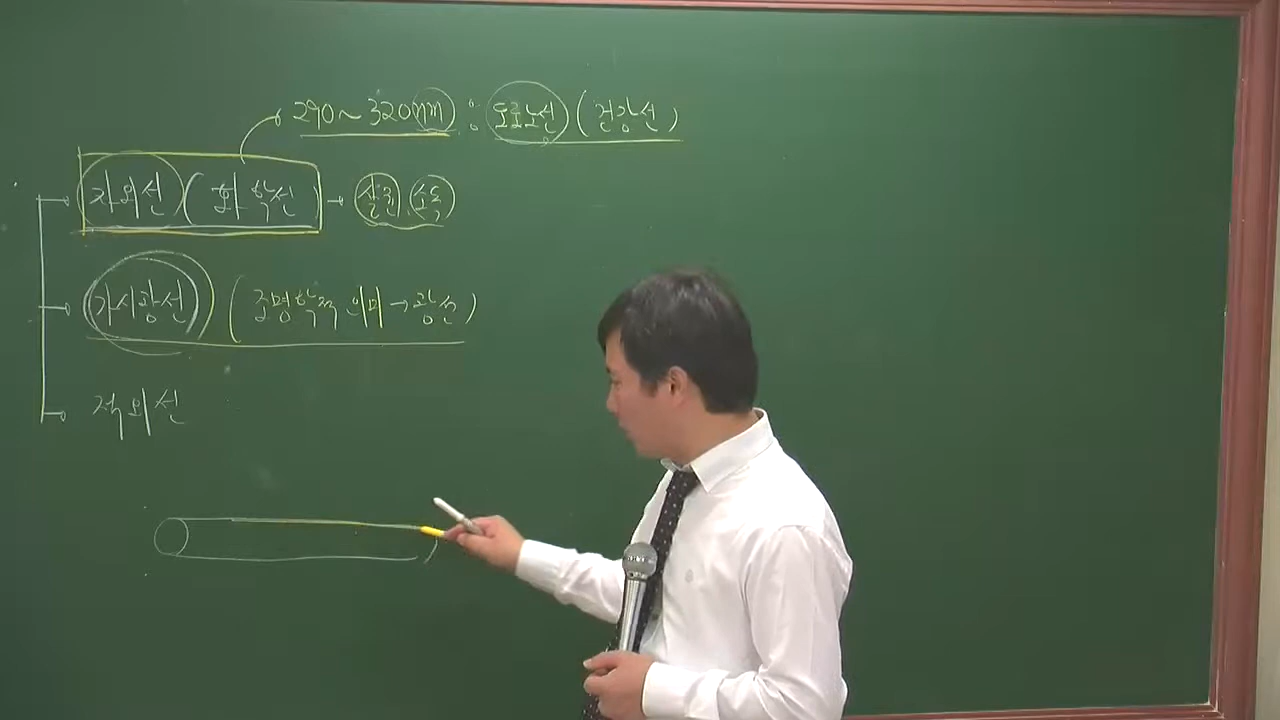 290~320nm : 도르노선 (건강선)
자외선 (화학선) → 살균, 소독
가시광선 (조명학적 의미 → 광선)
적외선